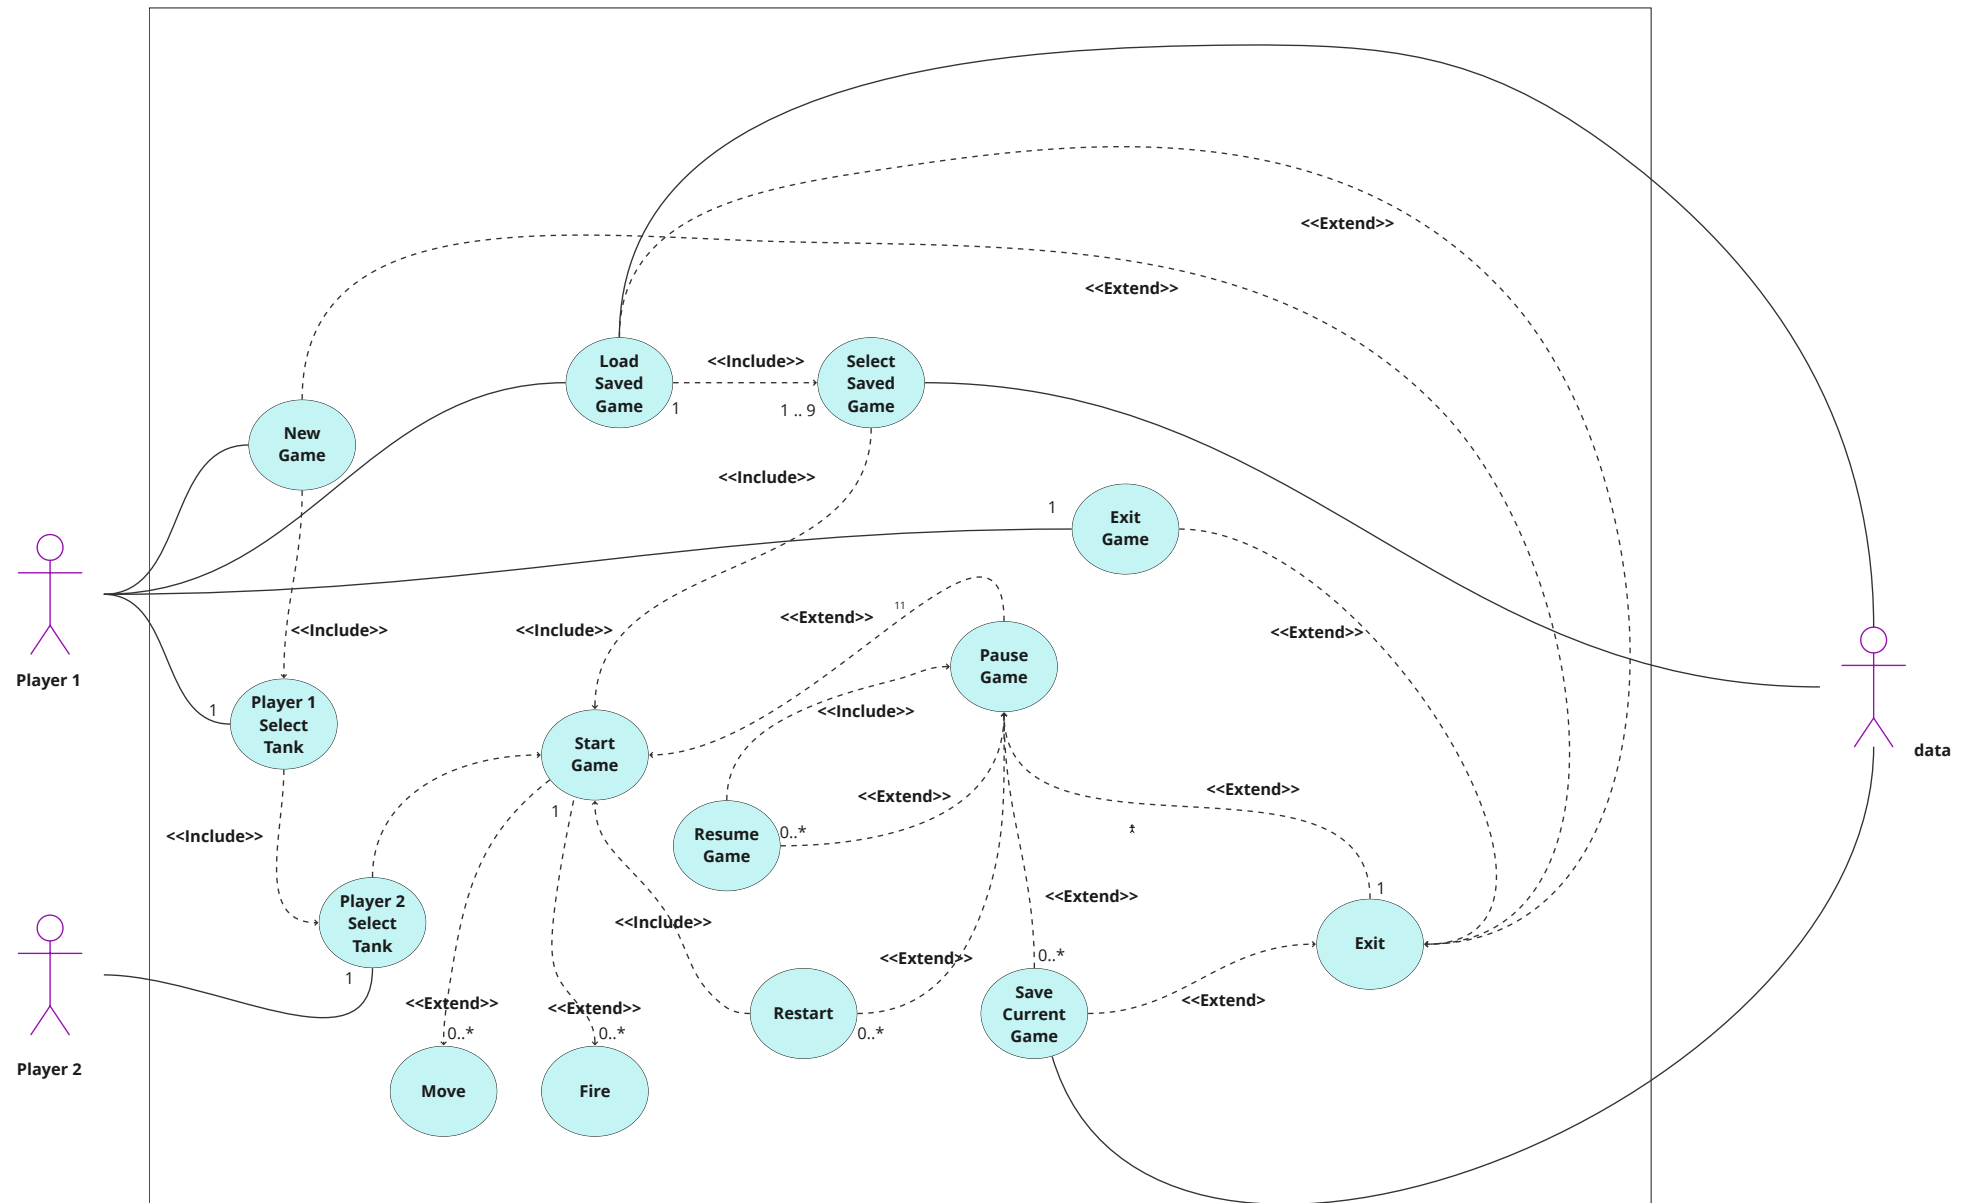 <<Extend>>
<<Extend>>
Load
Saved
Game
<<Include>>
1
1 .. 9
Select
Saved
Game
New
Game
<<Include>>
1
Exit
Game
Player 1
<<Include>>
<<Include>>
<<Extend>>
11
Pause
Game
<<Extend>>
1
Player 1
Select
Tank
<<Include>>
Start
Game
data
1
<<Extend>>
<<Extend>>
<<Include>>
Resume
Game
0..*
1
Player 2
Select
Tank
1
<<Include>>
<<Extend>>
<<Extend>>
0..*
Exit
<<Extend>>
0..*
<<Extend>>
0..*
Restart
0..*
Save
Current
Game
<<Extend>
Player 2
Move
Fire